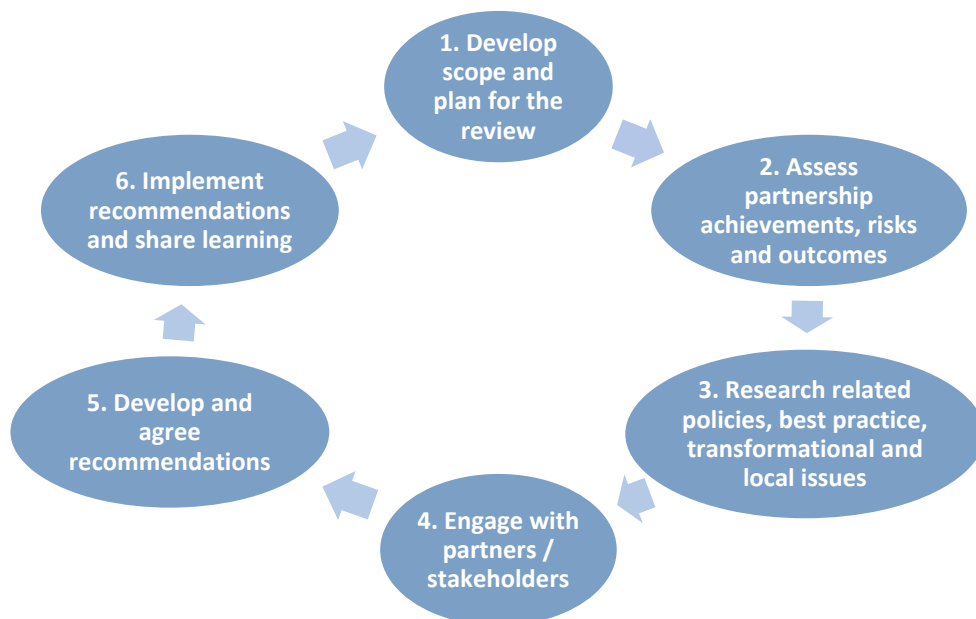 1. Develop
scope and
plan for the
review
2. Assess
partnership
achievements, risks
and outcomes
3. Research related
policies, best practice,
transformational and
local issues
4. Engage with
partners /
stakeholders
5. Develop and
agree
recommendations
6. Implement
recommendations
and share learning